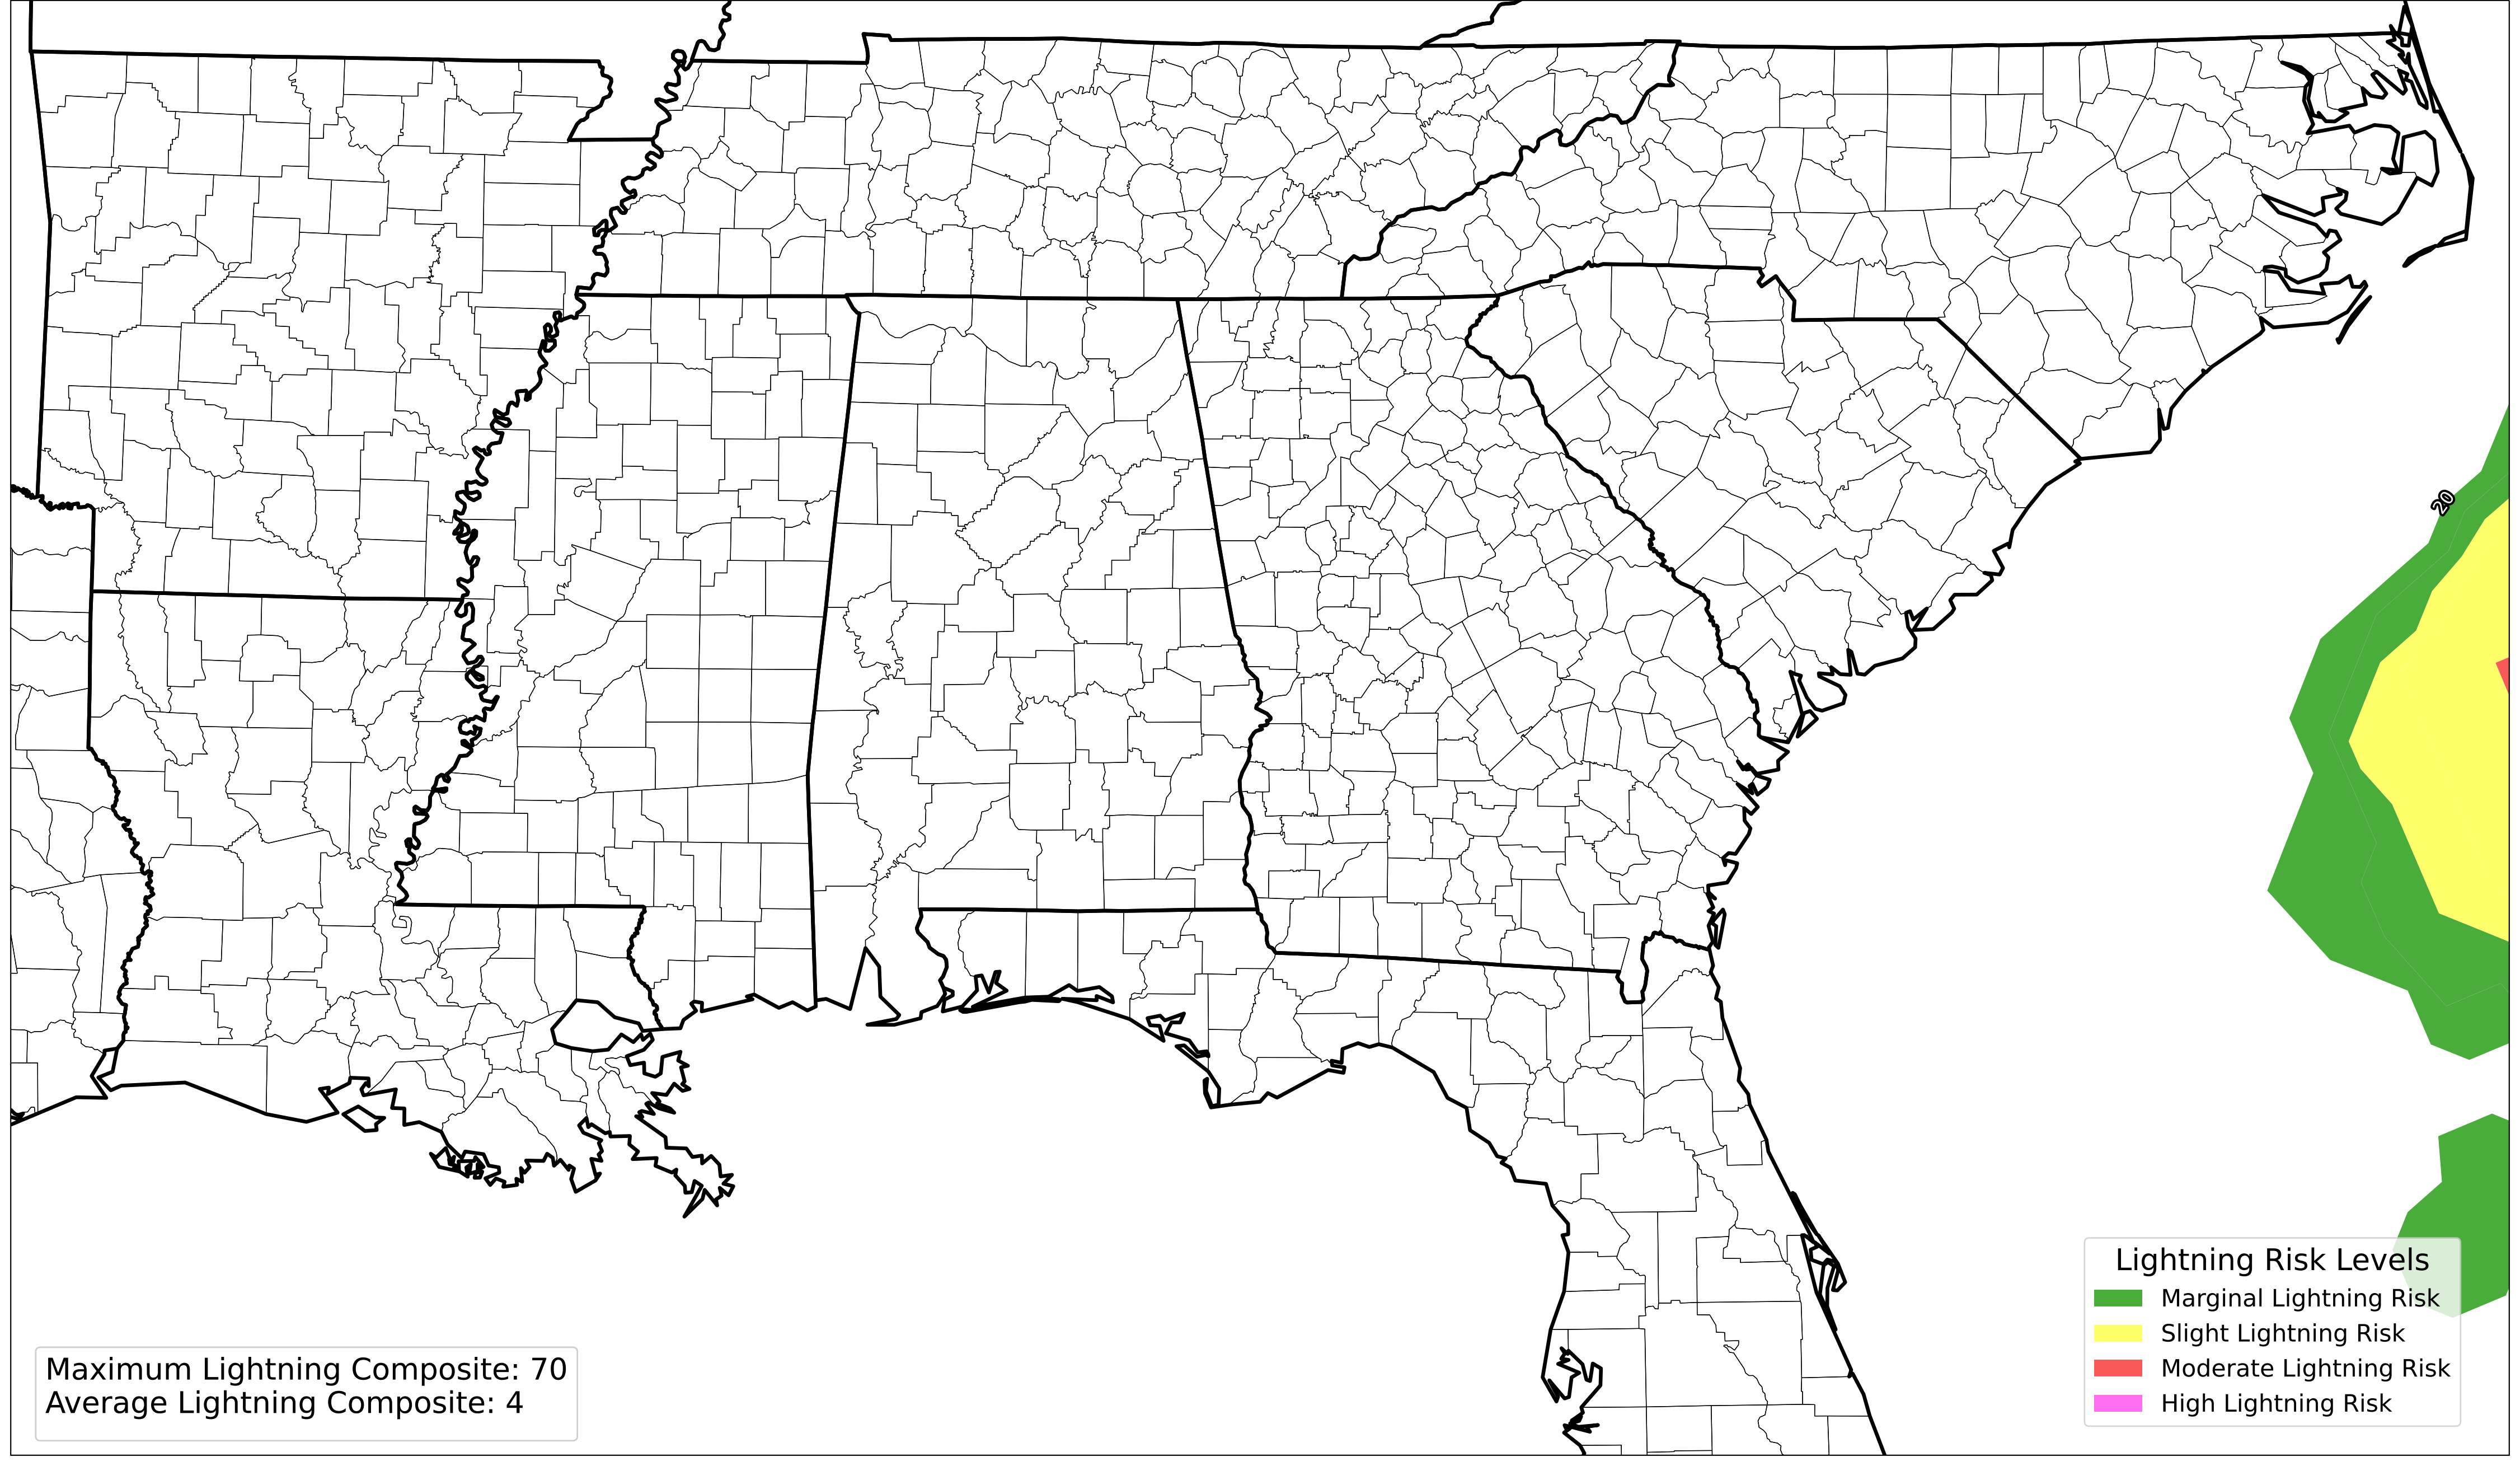 20
Lightning Risk Levels
Marginal Lightning Risk
Slight Lightning Risk
Moderate Lightning Risk
High Lightning Risk
Maximum Lightning Composite: 70
Average Lightning Composite: 4